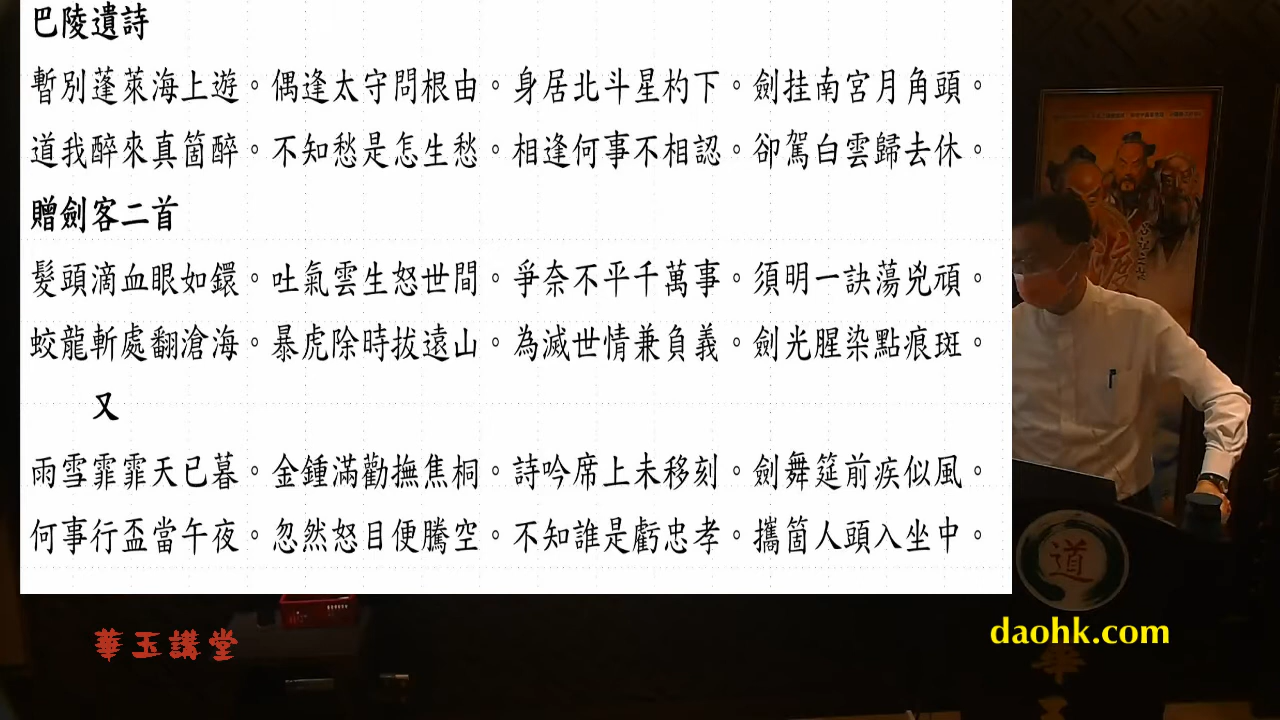 巴陵遺詩
暫別蓬萊海上遊。偶逢太守問根由。身居北斗星杓下。劍挂南宮月角頭。
道我醉來真箇醉。不知愁是怎生愁。相逢何事不相認。卻駕白雲歸去休。
贈劍客二首
髮頭滴血眼如鐶。吐氣雲生怒世間。爭奈不平千萬事。須明一訣蕩兇頑。
蛟龍斬處翻滄海。暴虎除時拔遠山。為滅世情兼負義。劍光腥染點痕斑。
又
雨雪霏霏天已暮。金鍾滿勸撫焦桐。詩吟席上未移刻。劍舞筵前疾似風。
何事行盃當午夜。忽然怒目便騰空。不知誰是虧忠孝。攜箇人頭入坐中。
道
華玉講堂
daohk.com
華